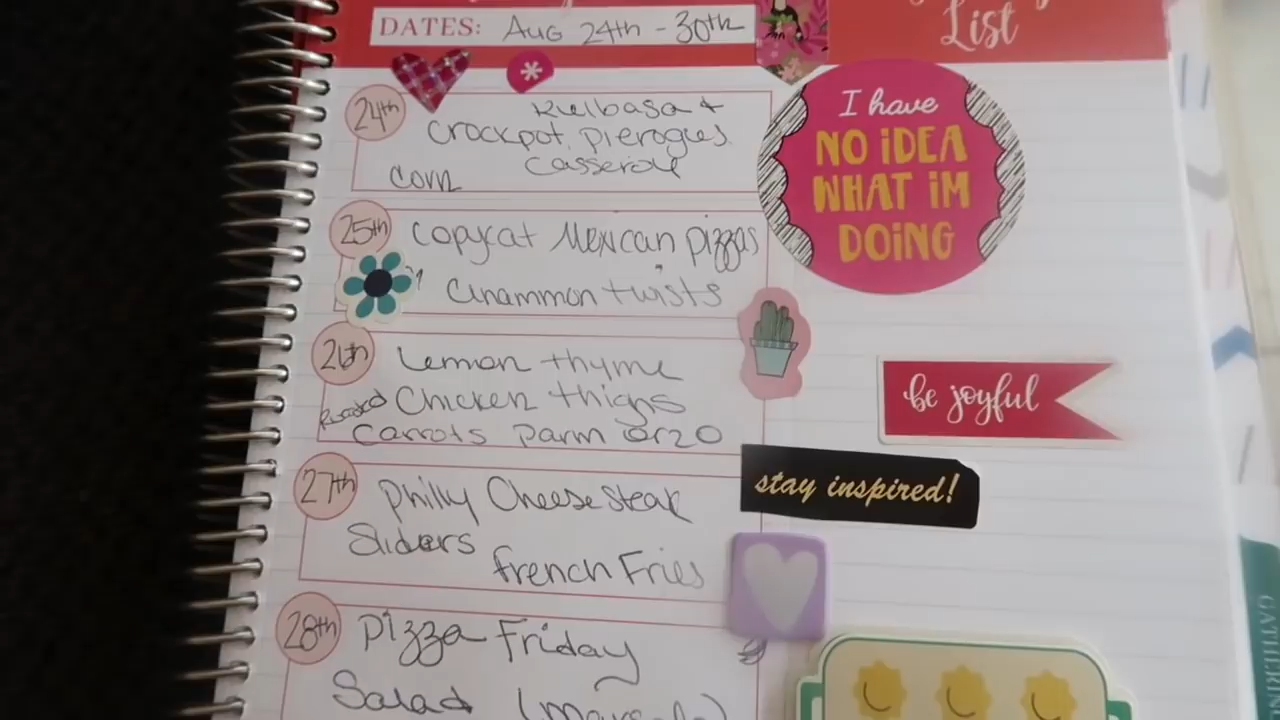 List
DATES: Aug 24th - 30th
24th
Kielbasa +
crockpot pierogies
casserole
corn
I have
NO iDEA
WHAT iM
DOiNG
25th
Copycat Mexican pizzas
Cinammon twists
26th
Lemon thyme
Roasted Chicken thighs
Carrots parm orzo
be joyful
27th
Philly Cheesesteak
Sliders
french Fries
stay inspired!
28th
Pizza Friday
Salad
GATHERIN